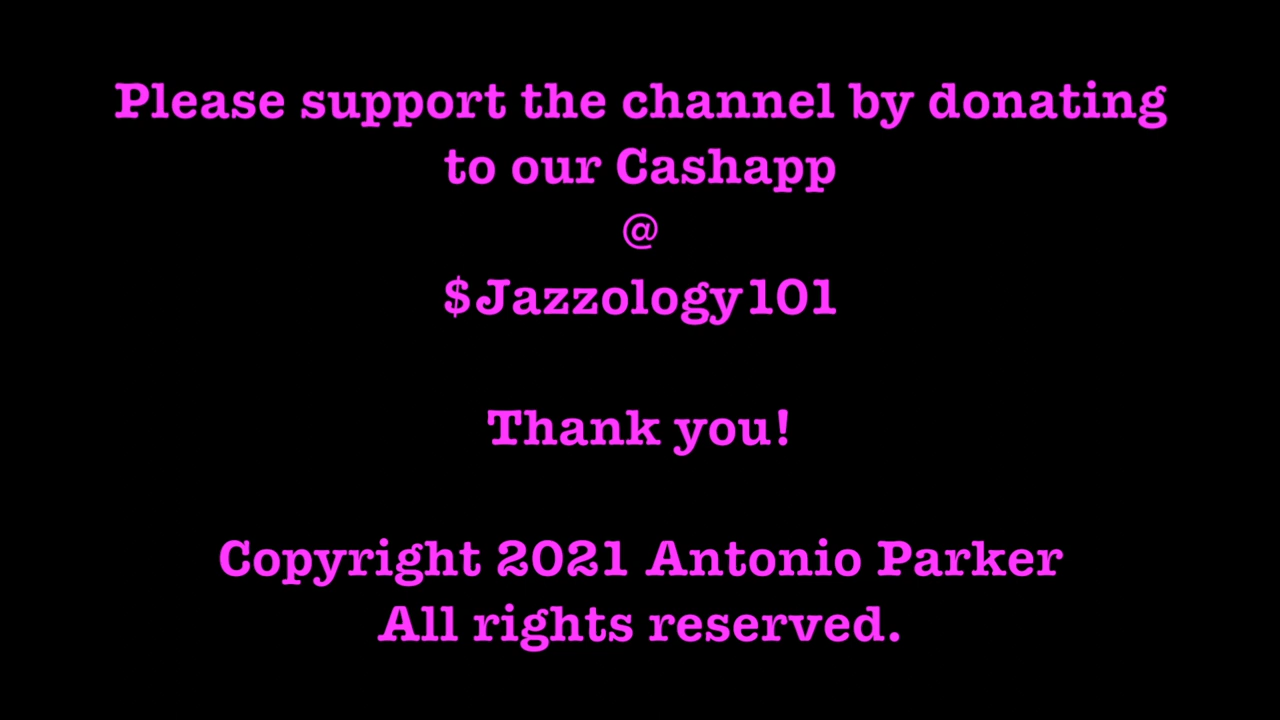 Please support the channel by donating
to our Cashapp
@
$Jazzology101
Thank you!
Copyright 2021 Antonio Parker
All rights reserved.